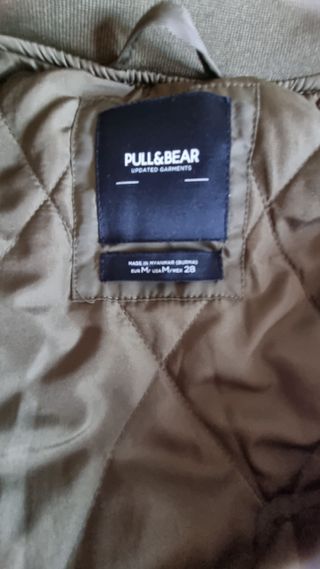 PULL&BEAR
UPDATED GARMENTS
MADE IN MYANMAR (BURMA)
EUR M/ USA M/ MEX 28